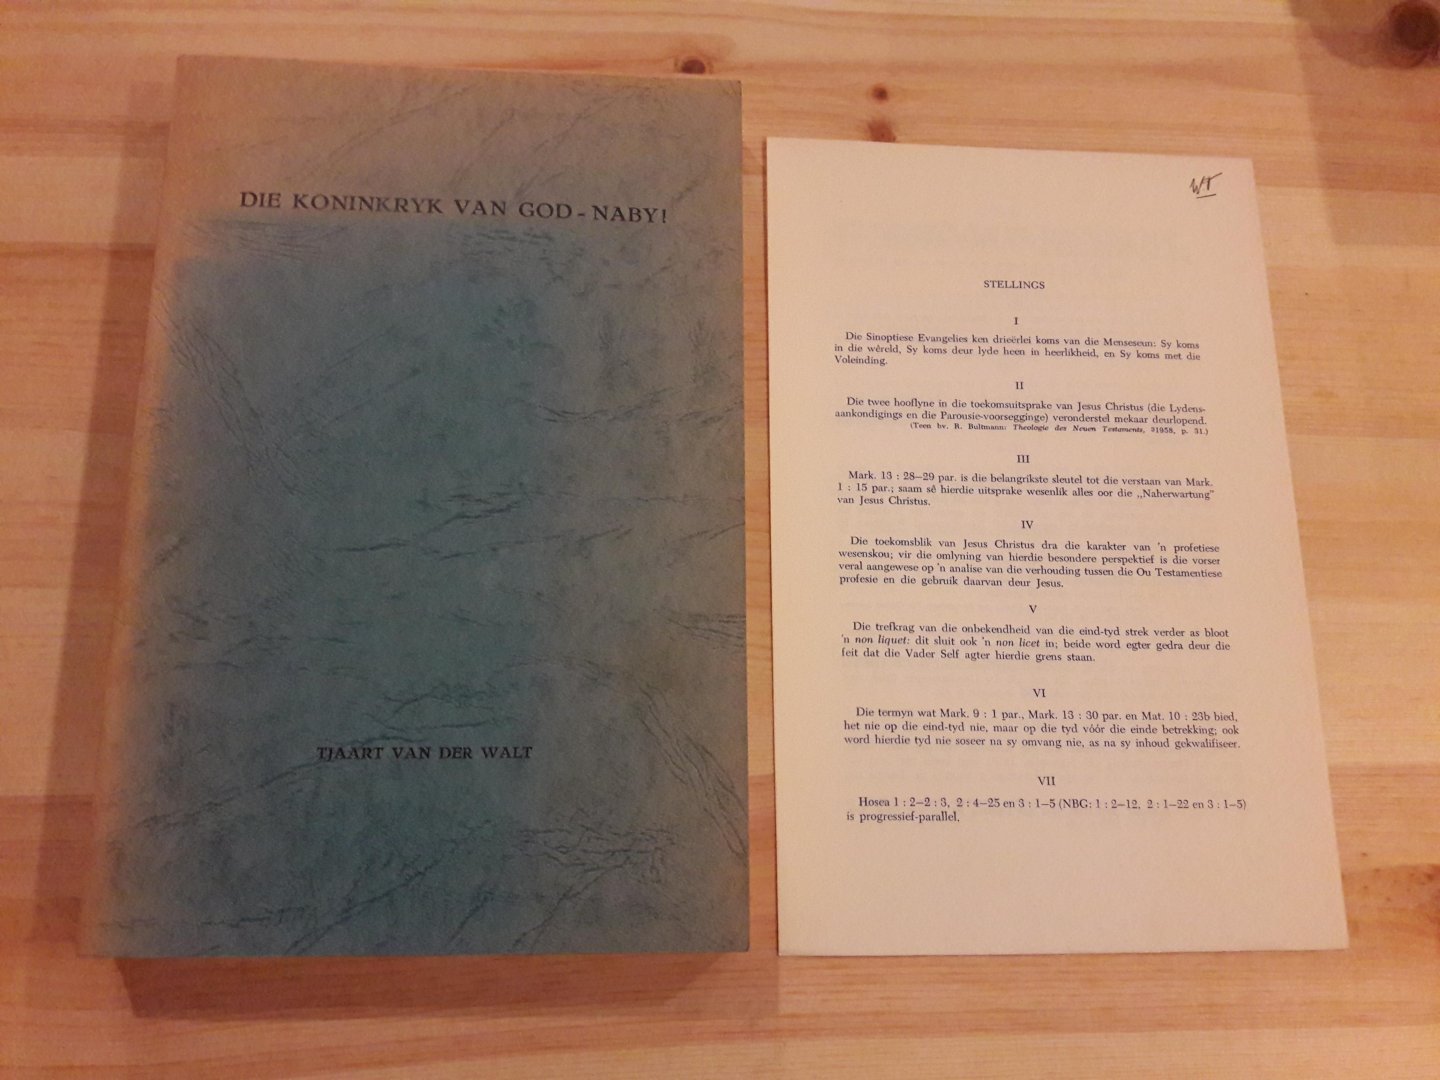 DIE KONINKRYK VAN GOD - NABY!
TJAART VAN DER WALT
WT
STELLINGS
I
Die Sinoptiese Evangelies ken drieërlei koms van die Menseseun: Sy koms
in die wêreld, Sy koms deur lyde heen in heerlikheid, en Sy koms met die
Voleinding.
II
Die twee hooflyne in die toekomsuitsprake van Jesus Christus (die Lydens-
aankondigings en die Parousie-voorsegginge) veronderstel mekaar deurlopend.
(Teen bv. R. Bultmann: Theologie des Neuen Testaments, 31958, p. 31.)
III
Mark. 13 : 28–29 par. is die belangrikste sleutel tot die verstaan van Mark.
1 : 15 par.; saam sê hierdie uitsprake wesenlik alles oor die „Naherwartung”
van Jesus Christus.
IV
Die toekomsblik van Jesus Christus dra die karakter van 'n profetiese
wesenskou; vir die omlyning van hierdie besondere perspektief is die vorser
veral aangewese op 'n analise van die verhouding tussen die Ou Testamentiese
profesie en die gebruik daarvan deur Jesus.
V
Die trefkrag van die onbekendheid van die eind-tyd strek verder as bloot
'n non liquet: dit sluit ook 'n non licet in; beide word egter gedra deur die
feit dat die Vader Self agter hierdie grens staan.
VI
Die termyn wat Mark. 9 : 1 par., Mark. 13 : 30 par. en Mat. 10 : 23b bied,
het nie op die eind-tyd nie, maar op die tyd vóór die einde betrekking; ook
word hierdie tyd nie soseer na sy omvang nie, as na sy inhoud gekwalifiseer.
VII
Hosea 1 : 2–2 : 3, 2 : 4–25 en 3 : 1–5 (NBG: 1 : 2–12, 2 : 1–22 en 3 : 1–5)
is progressief-parallel.